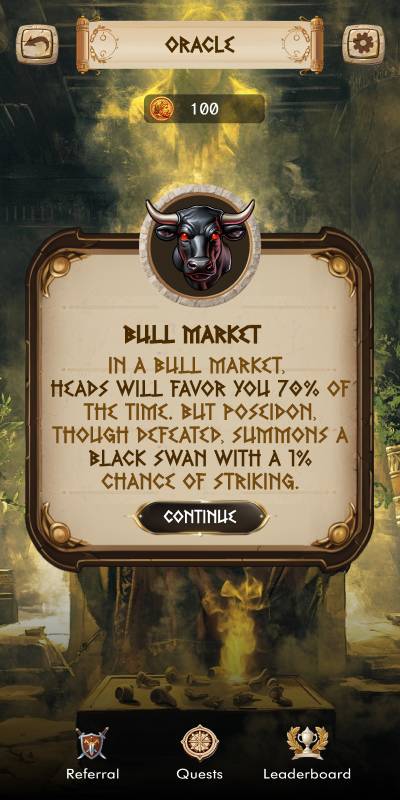 ORACLE
100
BULL MARKET
IN A BULL MARKET,
HEADS WILL FAVOR YOU 70% OF
THE TIME. BUT POSEIDON,
THOUGH DEFEATED, SUMMONS A
BLACK SWAN WITH A 1%
CHANCE OF STRIKING.
CONTINUE
Referral Quests Leaderboard